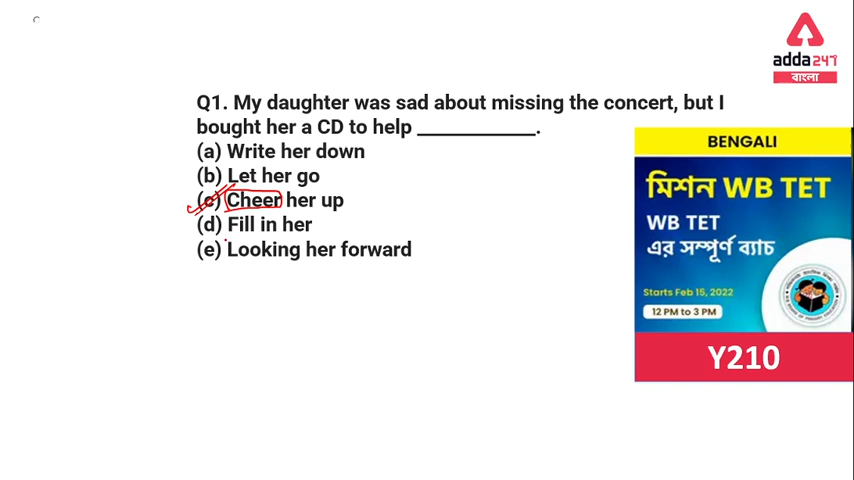 adda247
বাংলা
Q1. My daughter was sad about missing the concert, but I
bought her a CD to help ____________.
(a) Write her down
(b) Let her go
(c) Cheer her up
(d) Fill in her
(e) Looking her forward
BENGALI
মিশন WB TET
WB TET
এর সম্পূর্ণ ব্যাচ
Starts Feb 15, 2022
12 PM to 3 PM
Y210